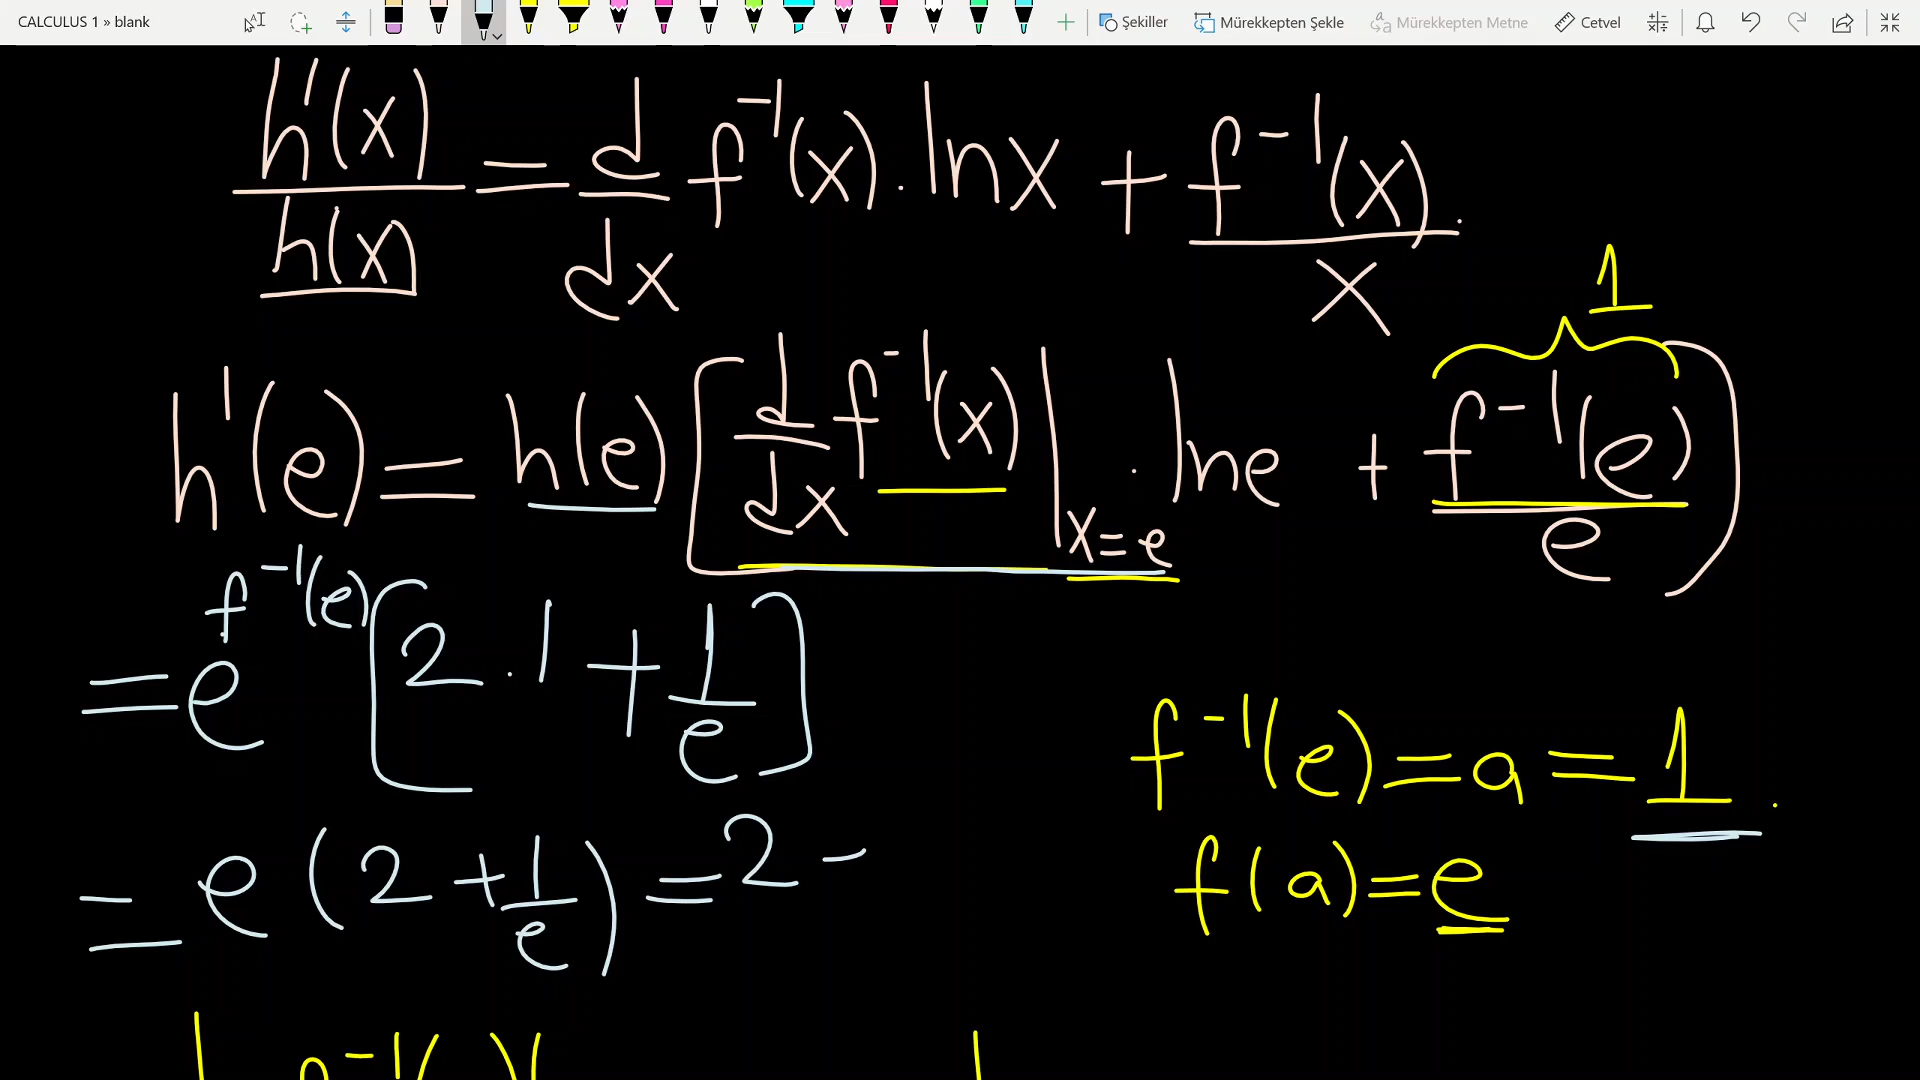 CALCULUS 1 » blank
Şekiller
Mürekkepten Şekle
Mürekkepten Metne
Cetvel
h'(x)/h(x) = d/dx f⁻¹(x) . lnx + f⁻¹(x)/x .
h'(e) = h(e) [ d/dx f⁻¹(x) |x=e . lne + f⁻¹(e)/e )
1
= e^f⁻¹(e) [ 2 . 1 + 1/e ]
f⁻¹(e) = a = 1 .
= e ( 2 + 1/e ) = 2 -
f(a) = e